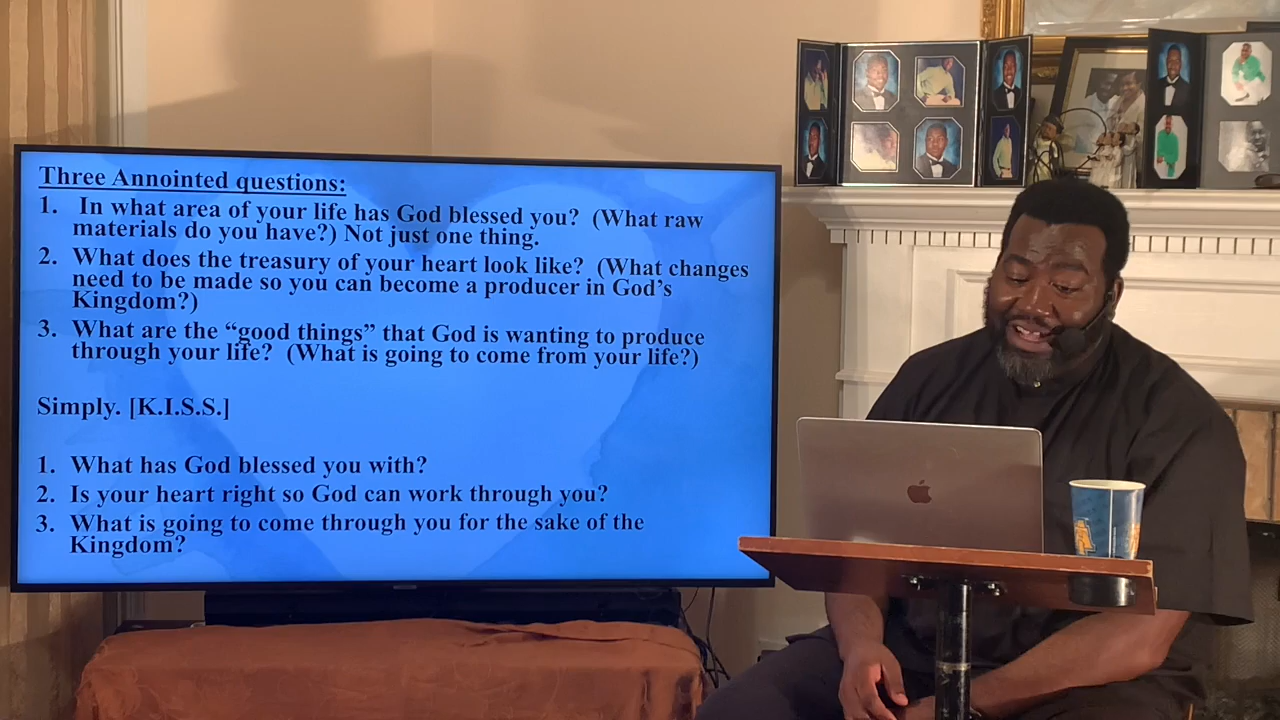 Three Annointed questions:
1. In what area of your life has God blessed you? (What raw
materials do you have?) Not just one thing.
2. What does the treasury of your heart look like? (What changes
need to be made so you can become a producer in God's
Kingdom?)
3. What are the “good things” that God is wanting to produce
through your life? (What is going to come from your life?)
Simply. [K.I.S.S.]
1. What has God blessed you with?
2. Is your heart right so God can work through you?
3. What is going to come through you for the sake of the
Kingdom?